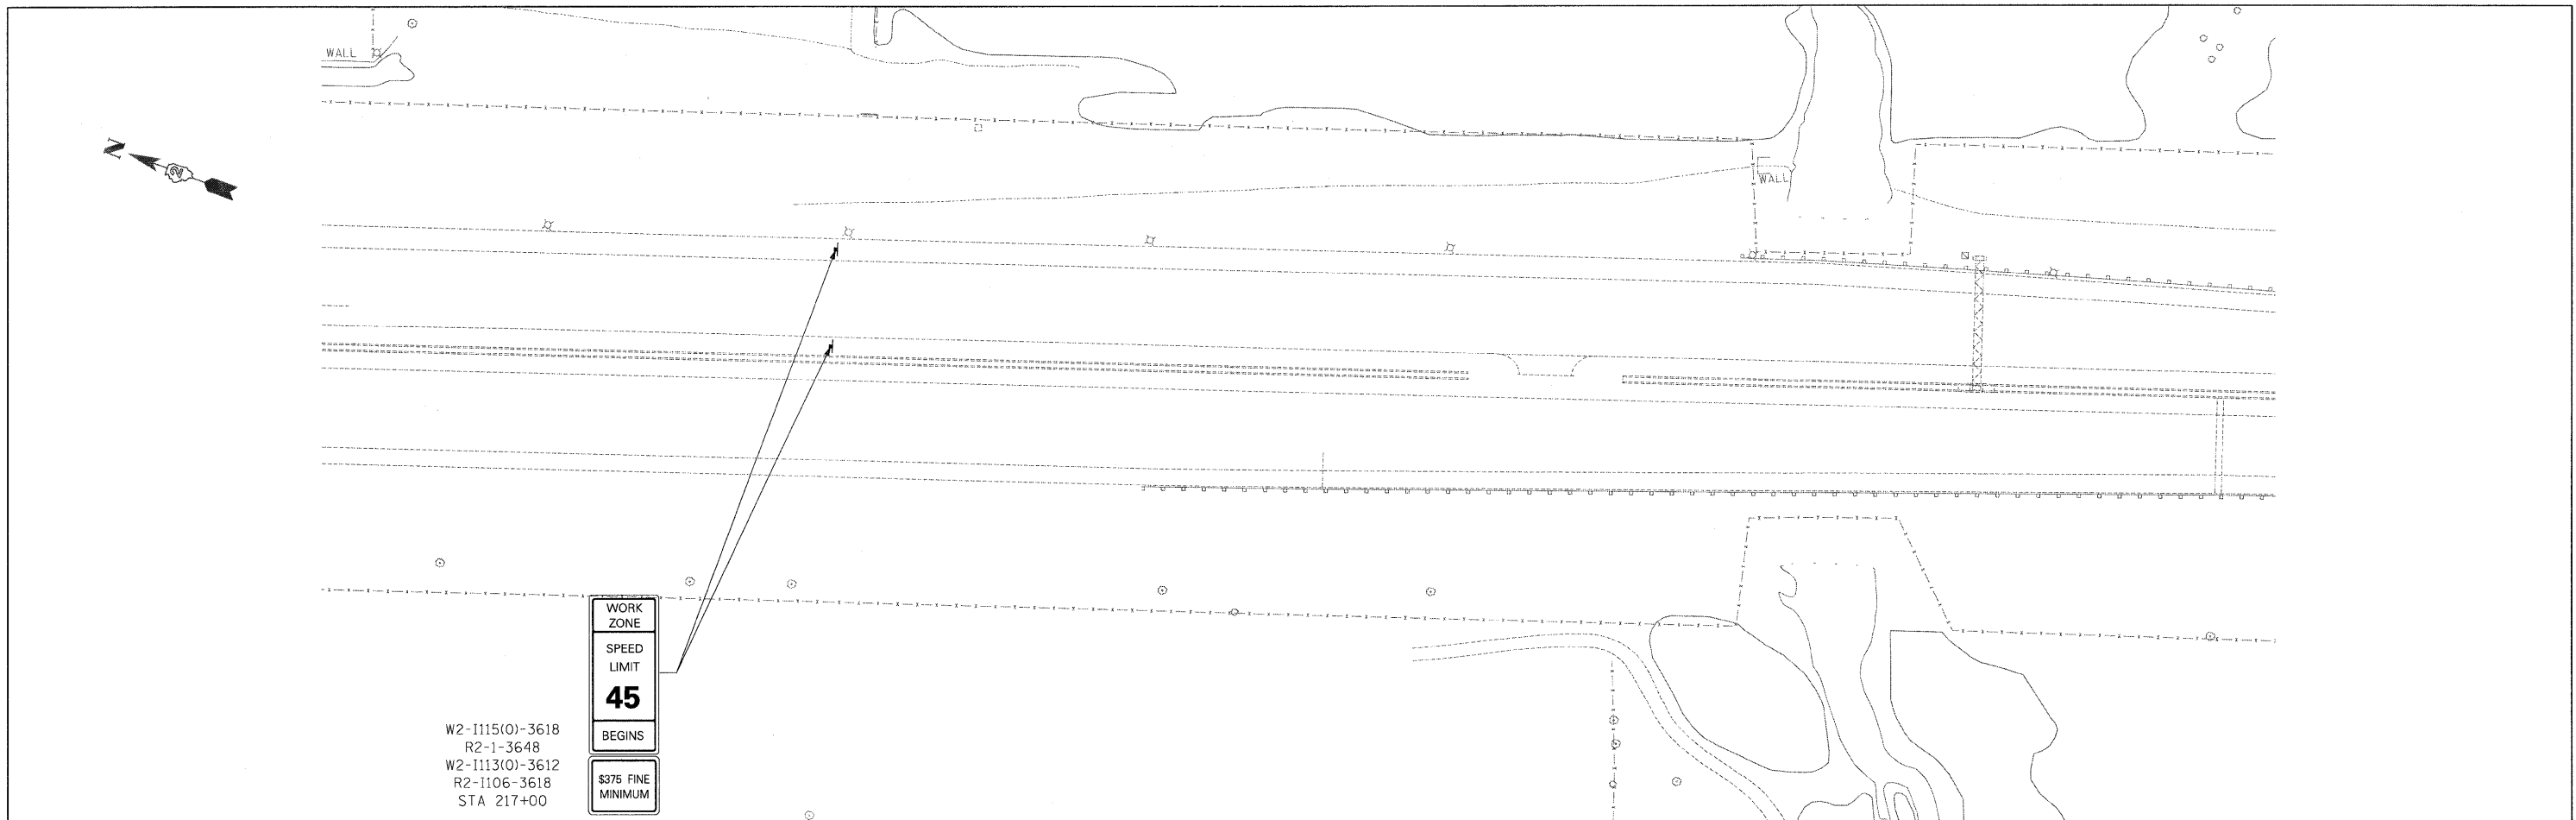 WALL
N
2
WALL
WORK
ZONE
SPEED
LIMIT
45
BEGINS
$375 FINE
MINIMUM
W2-I115(O)-3618
R2-1-3648
W2-I113(O)-3612
R2-I106-3618
STA 217+00